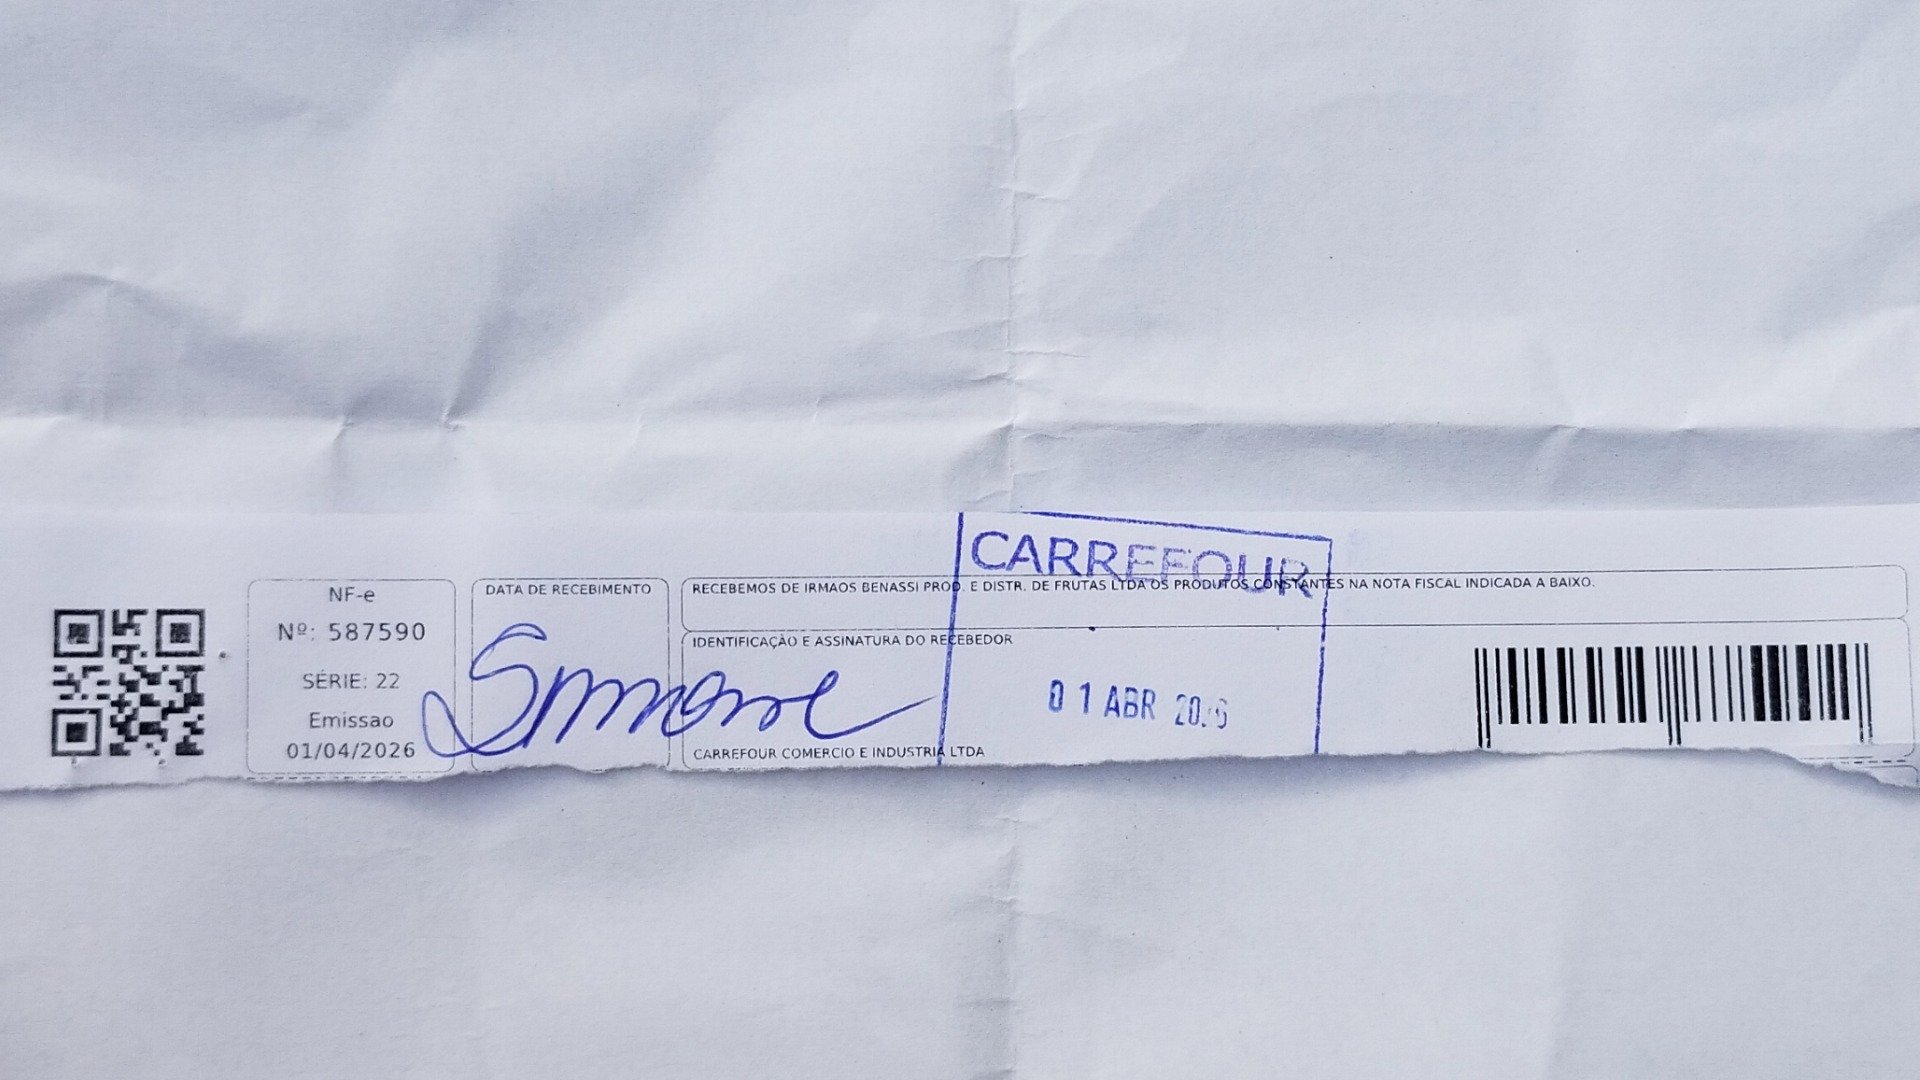 CARREFOUR
NF-e
Nº: 587590
SÉRIE: 22
Emissao
01/04/2026
DATA DE RECEBIMENTO
RECEBEMOS DE IRMAOS BENASSI PROD. E DISTR. DE FRUTAS LTDA OS PRODUTOS CONSTANTES NA NOTA FISCAL INDICADA A BAIXO.
IDENTIFICAÇÃO E ASSINATURA DO RECEBEDOR
Simone
01 ABR 2026
CARREFOUR COMERCIO E INDUSTRIA LTDA